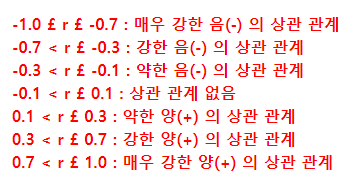 -1.0 £ r £ -0.7 : 매우 강한 음(-) 의 상관 관계
-0.7 < r £ -0.3 : 강한 음(-) 의 상관 관계
-0.3 < r £ -0.1 : 약한 음(-) 의 상관 관계
-0.1 < r £ 0.1 : 상관 관계 없음
0.1 < r £ 0.3 : 약한 양(+) 의 상관 관계
0.3 < r £ 0.7 : 강한 양(+) 의 상관 관계
0.7 < r £ 1.0 : 매우 강한 양(+) 의 상관 관계